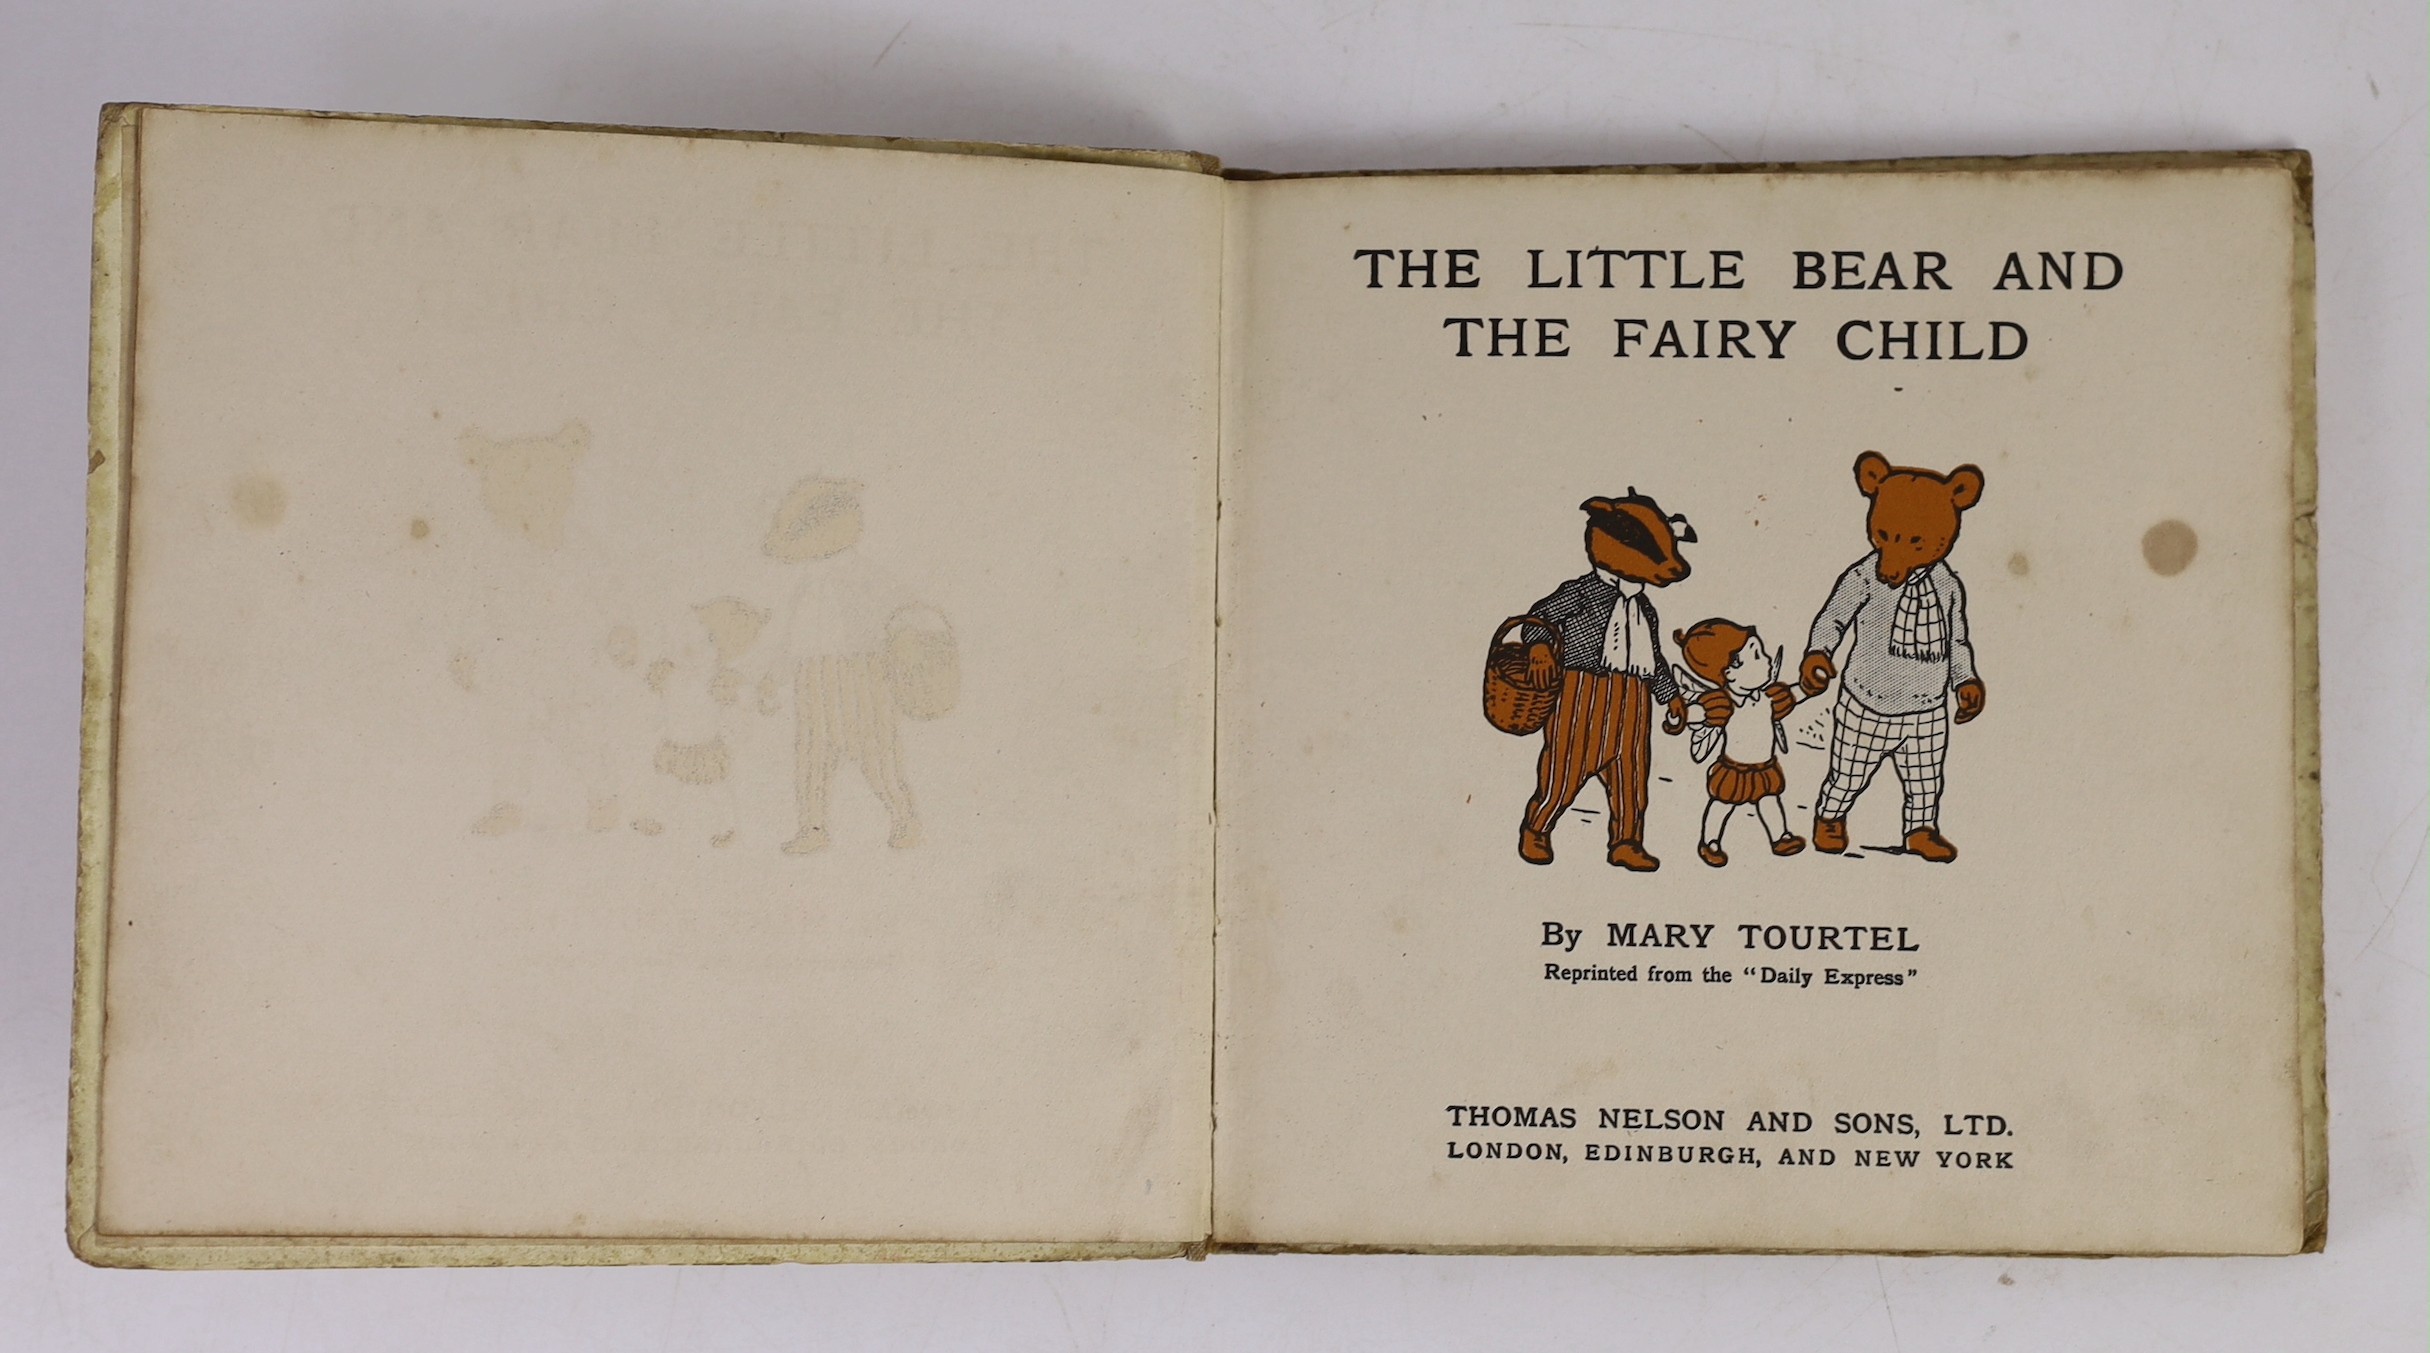 THE LITTLE BEAR AND
THE FAIRY CHILD
By MARY TOURTEL
Reprinted from the "Daily Express"
THOMAS NELSON AND SONS, LTD.
LONDON, EDINBURGH, AND NEW YORK